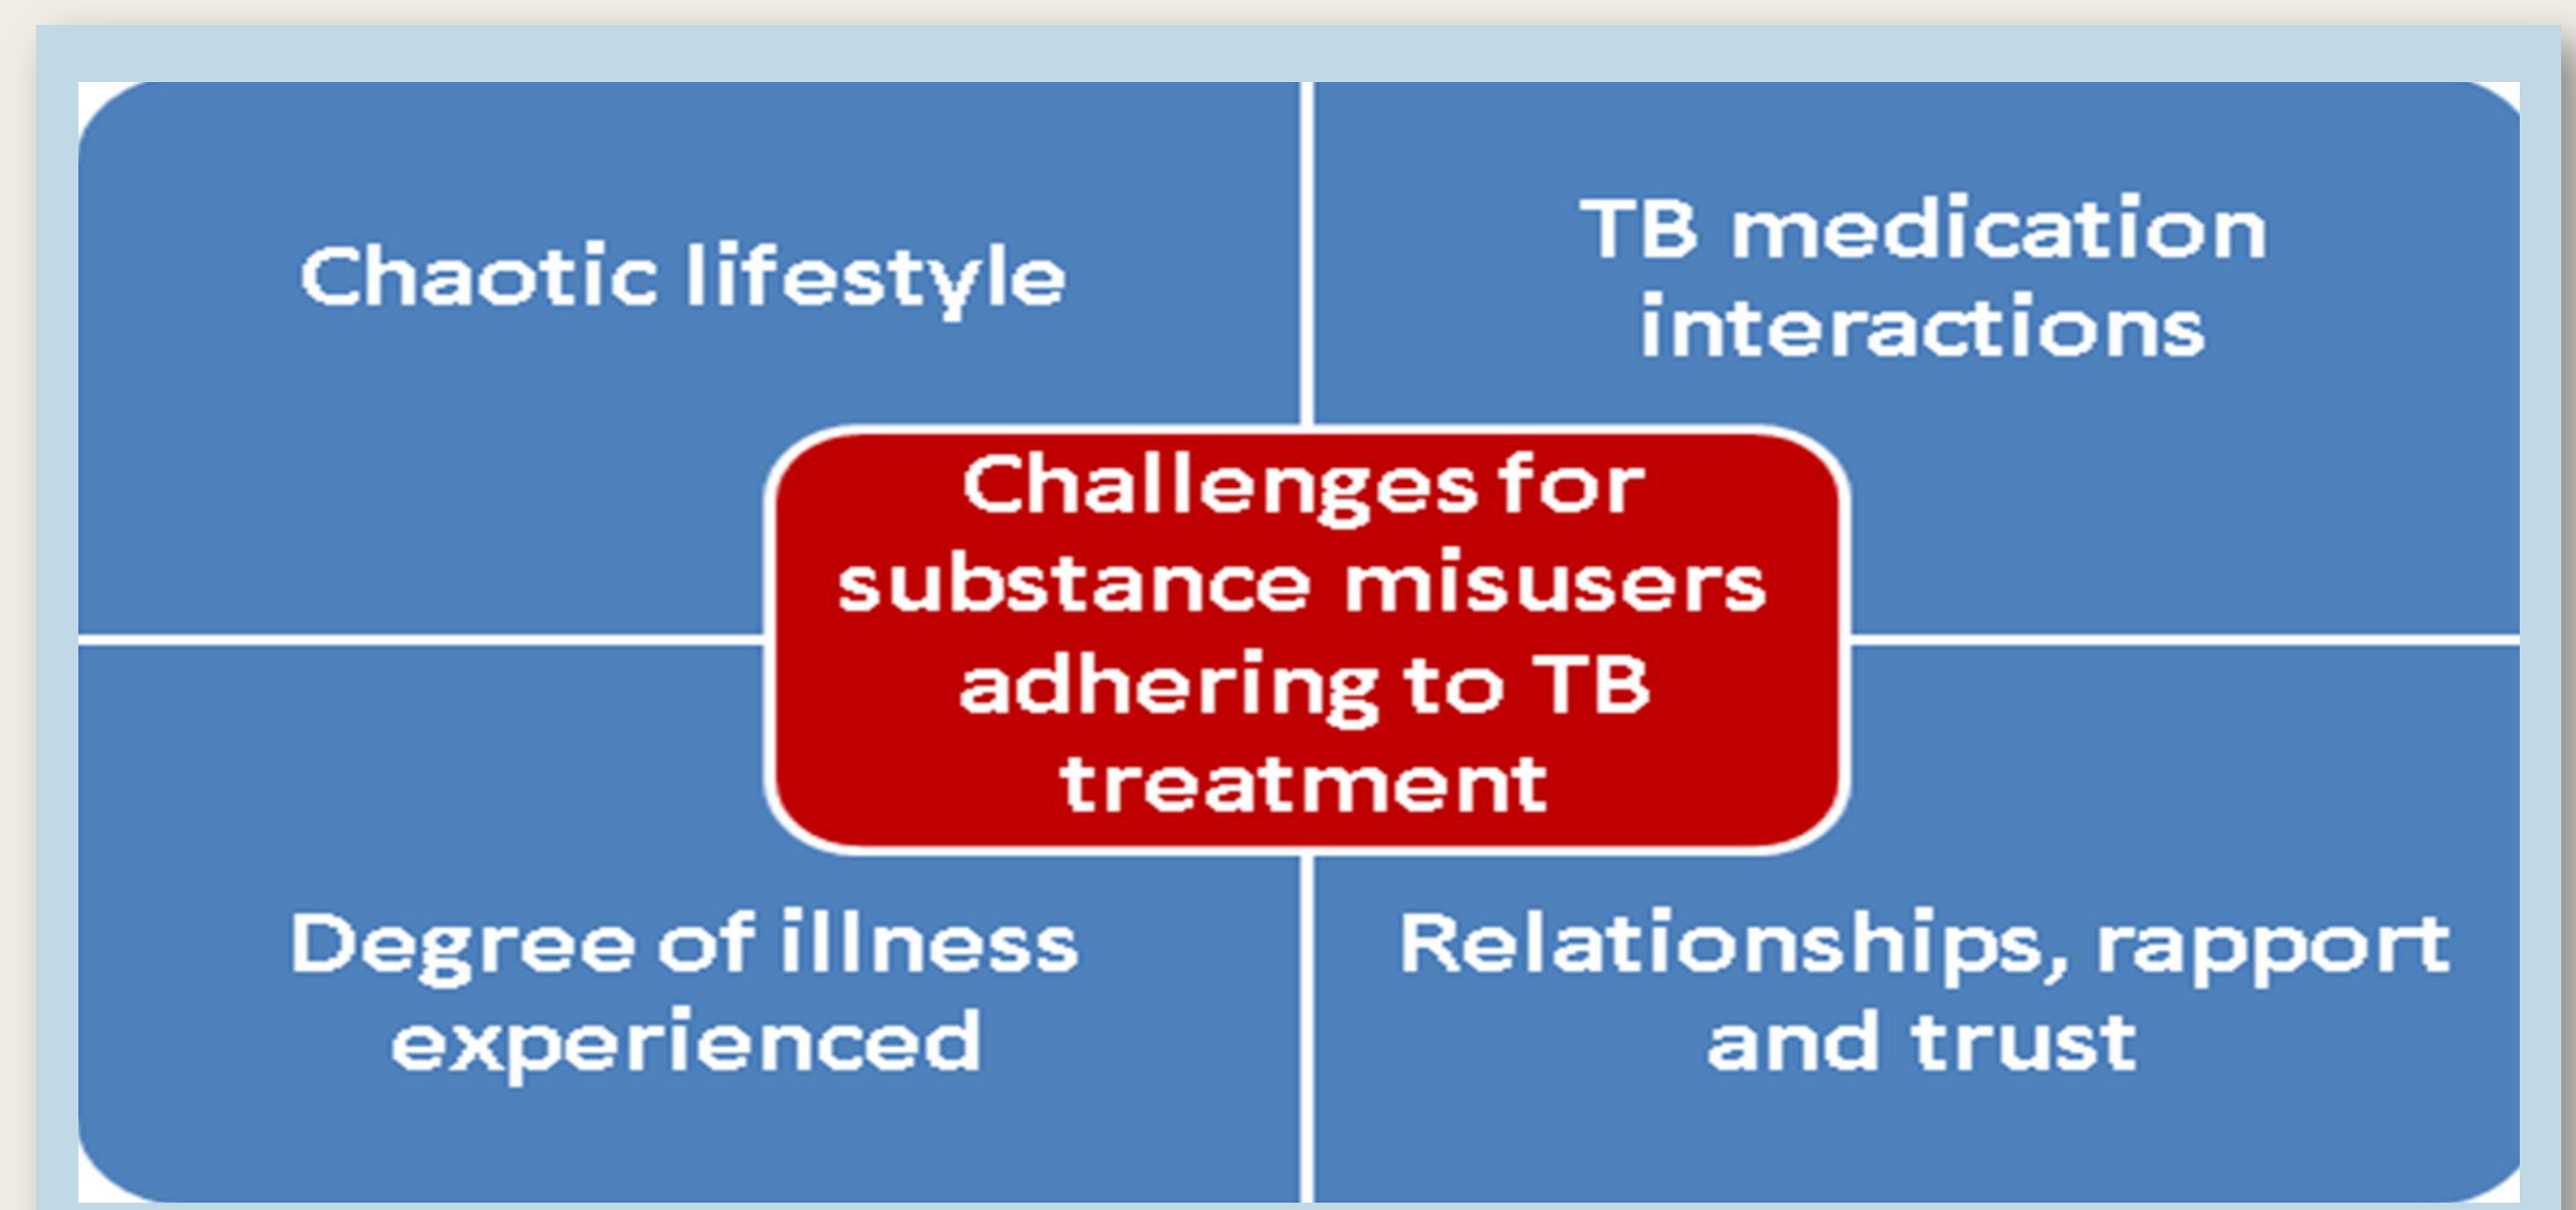 Chaotic lifestyle
TB medication
interactions
Challenges for
substance misusers
adhering to TB
treatment
Degree of illness
experienced
Relationships, rapport
and trust